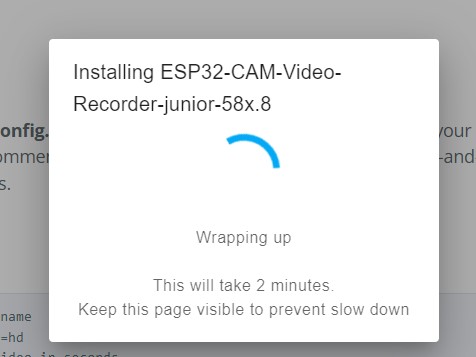 Installing ESP32-CAM-Video-
Recorder-junior-58x.8
onfig.
your
ommer
-and
s.
Wrapping up
This will take 2 minutes.
Keep this page visible to prevent slow down
name
=hd
ideo in seconds